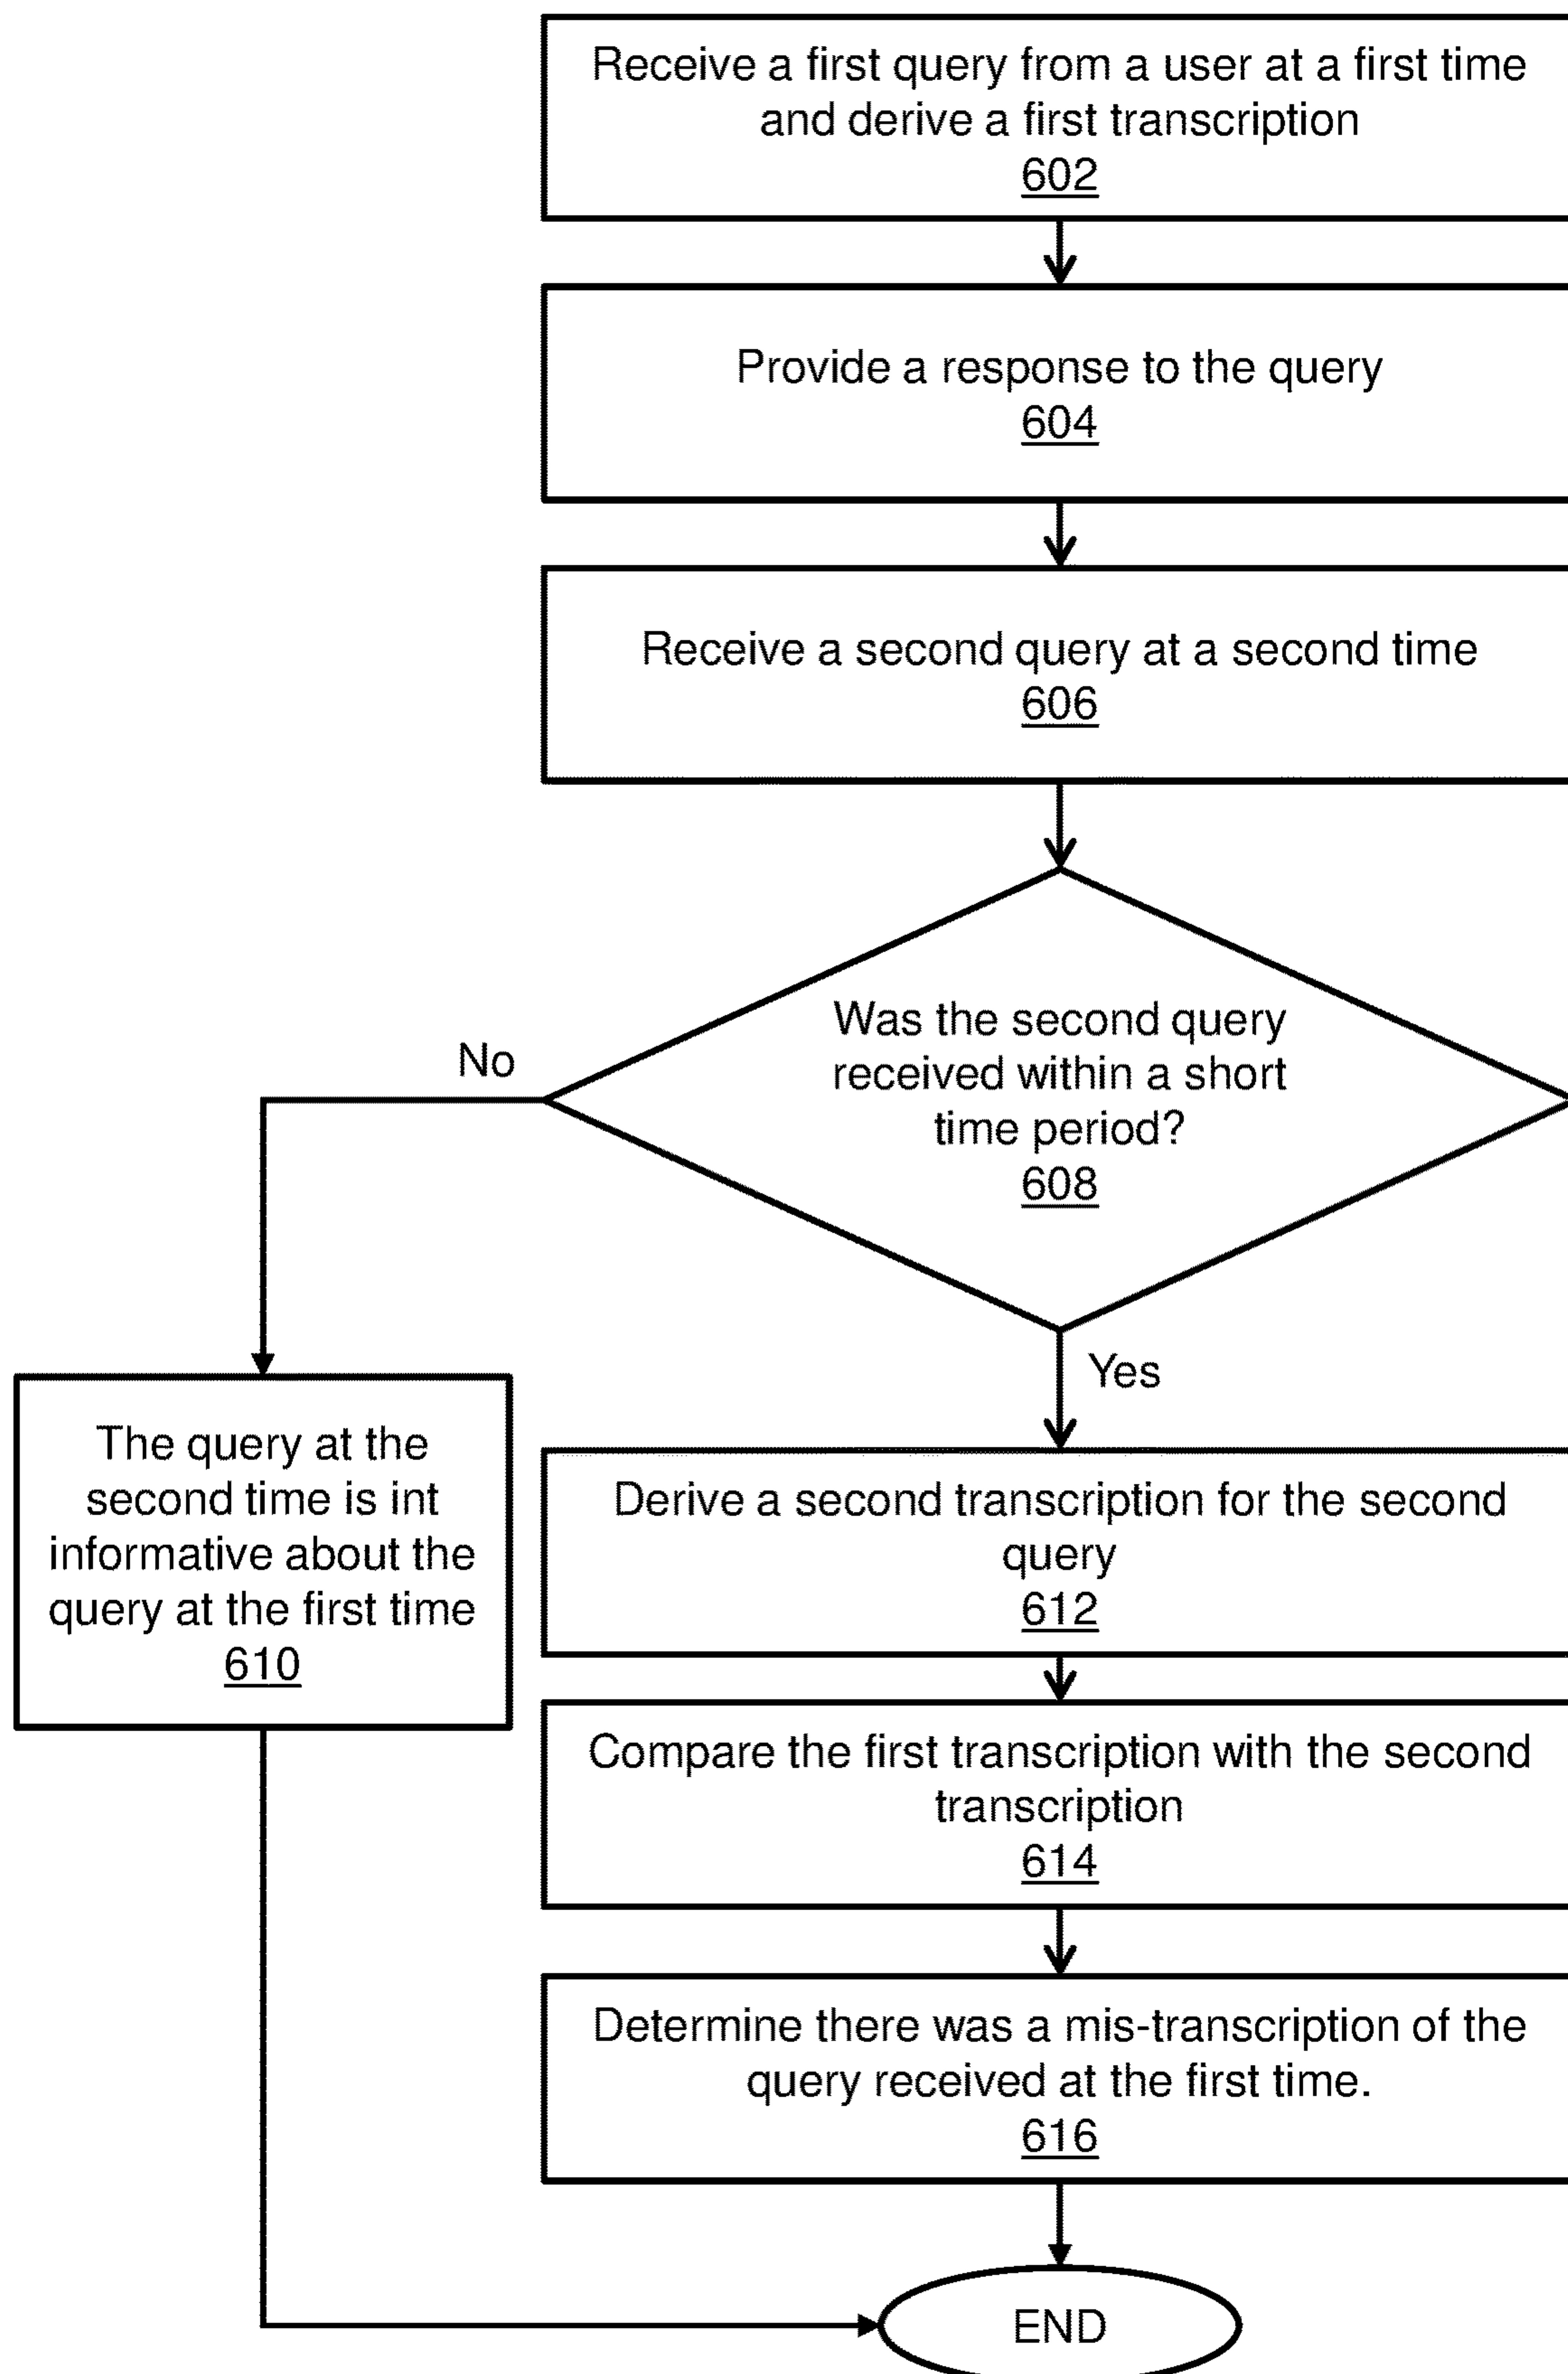 Receive a first query from a user at a first time
and derive a first transcription
602
Provide a response to the query
604
Receive a second query at a second time
606
Was the second query
received within a short
time period?
608
No
Yes
The query at the
second time is int
informative about the
query at the first time
610
Derive a second transcription for the second
query
612
Compare the first transcription with the second
transcription
614
Determine there was a mis-transcription of the
query received at the first time.
616
END